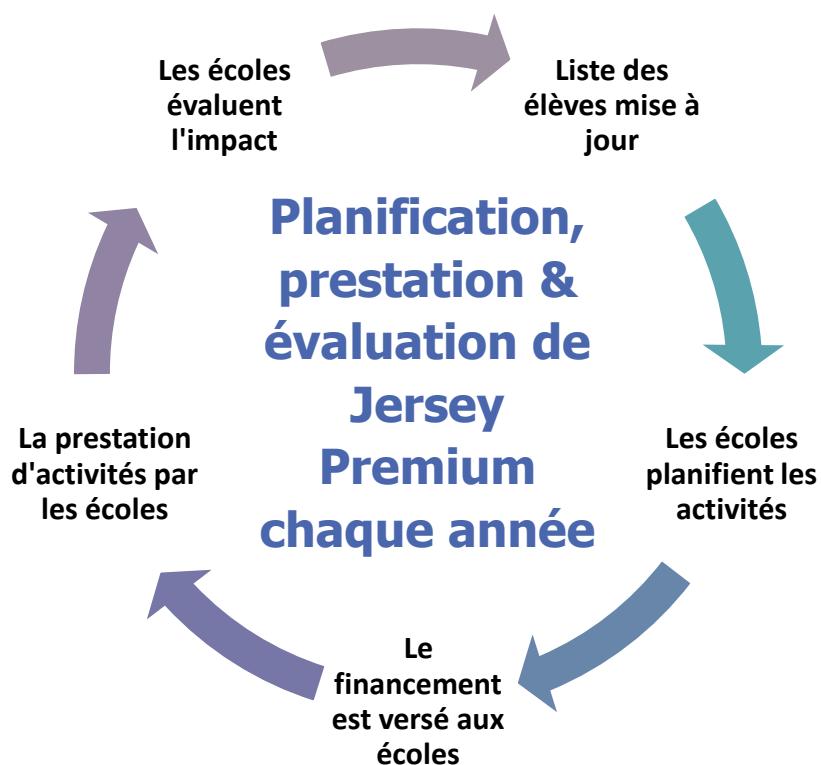 Les écoles
évaluent
l'impact
Liste des
élèves mise à
jour
Planification,
prestation &
évaluation de
Jersey
Premium
chaque année
La prestation
d'activités par
les écoles
Les écoles
planifient les
activités
Le
financement
est versé aux
écoles